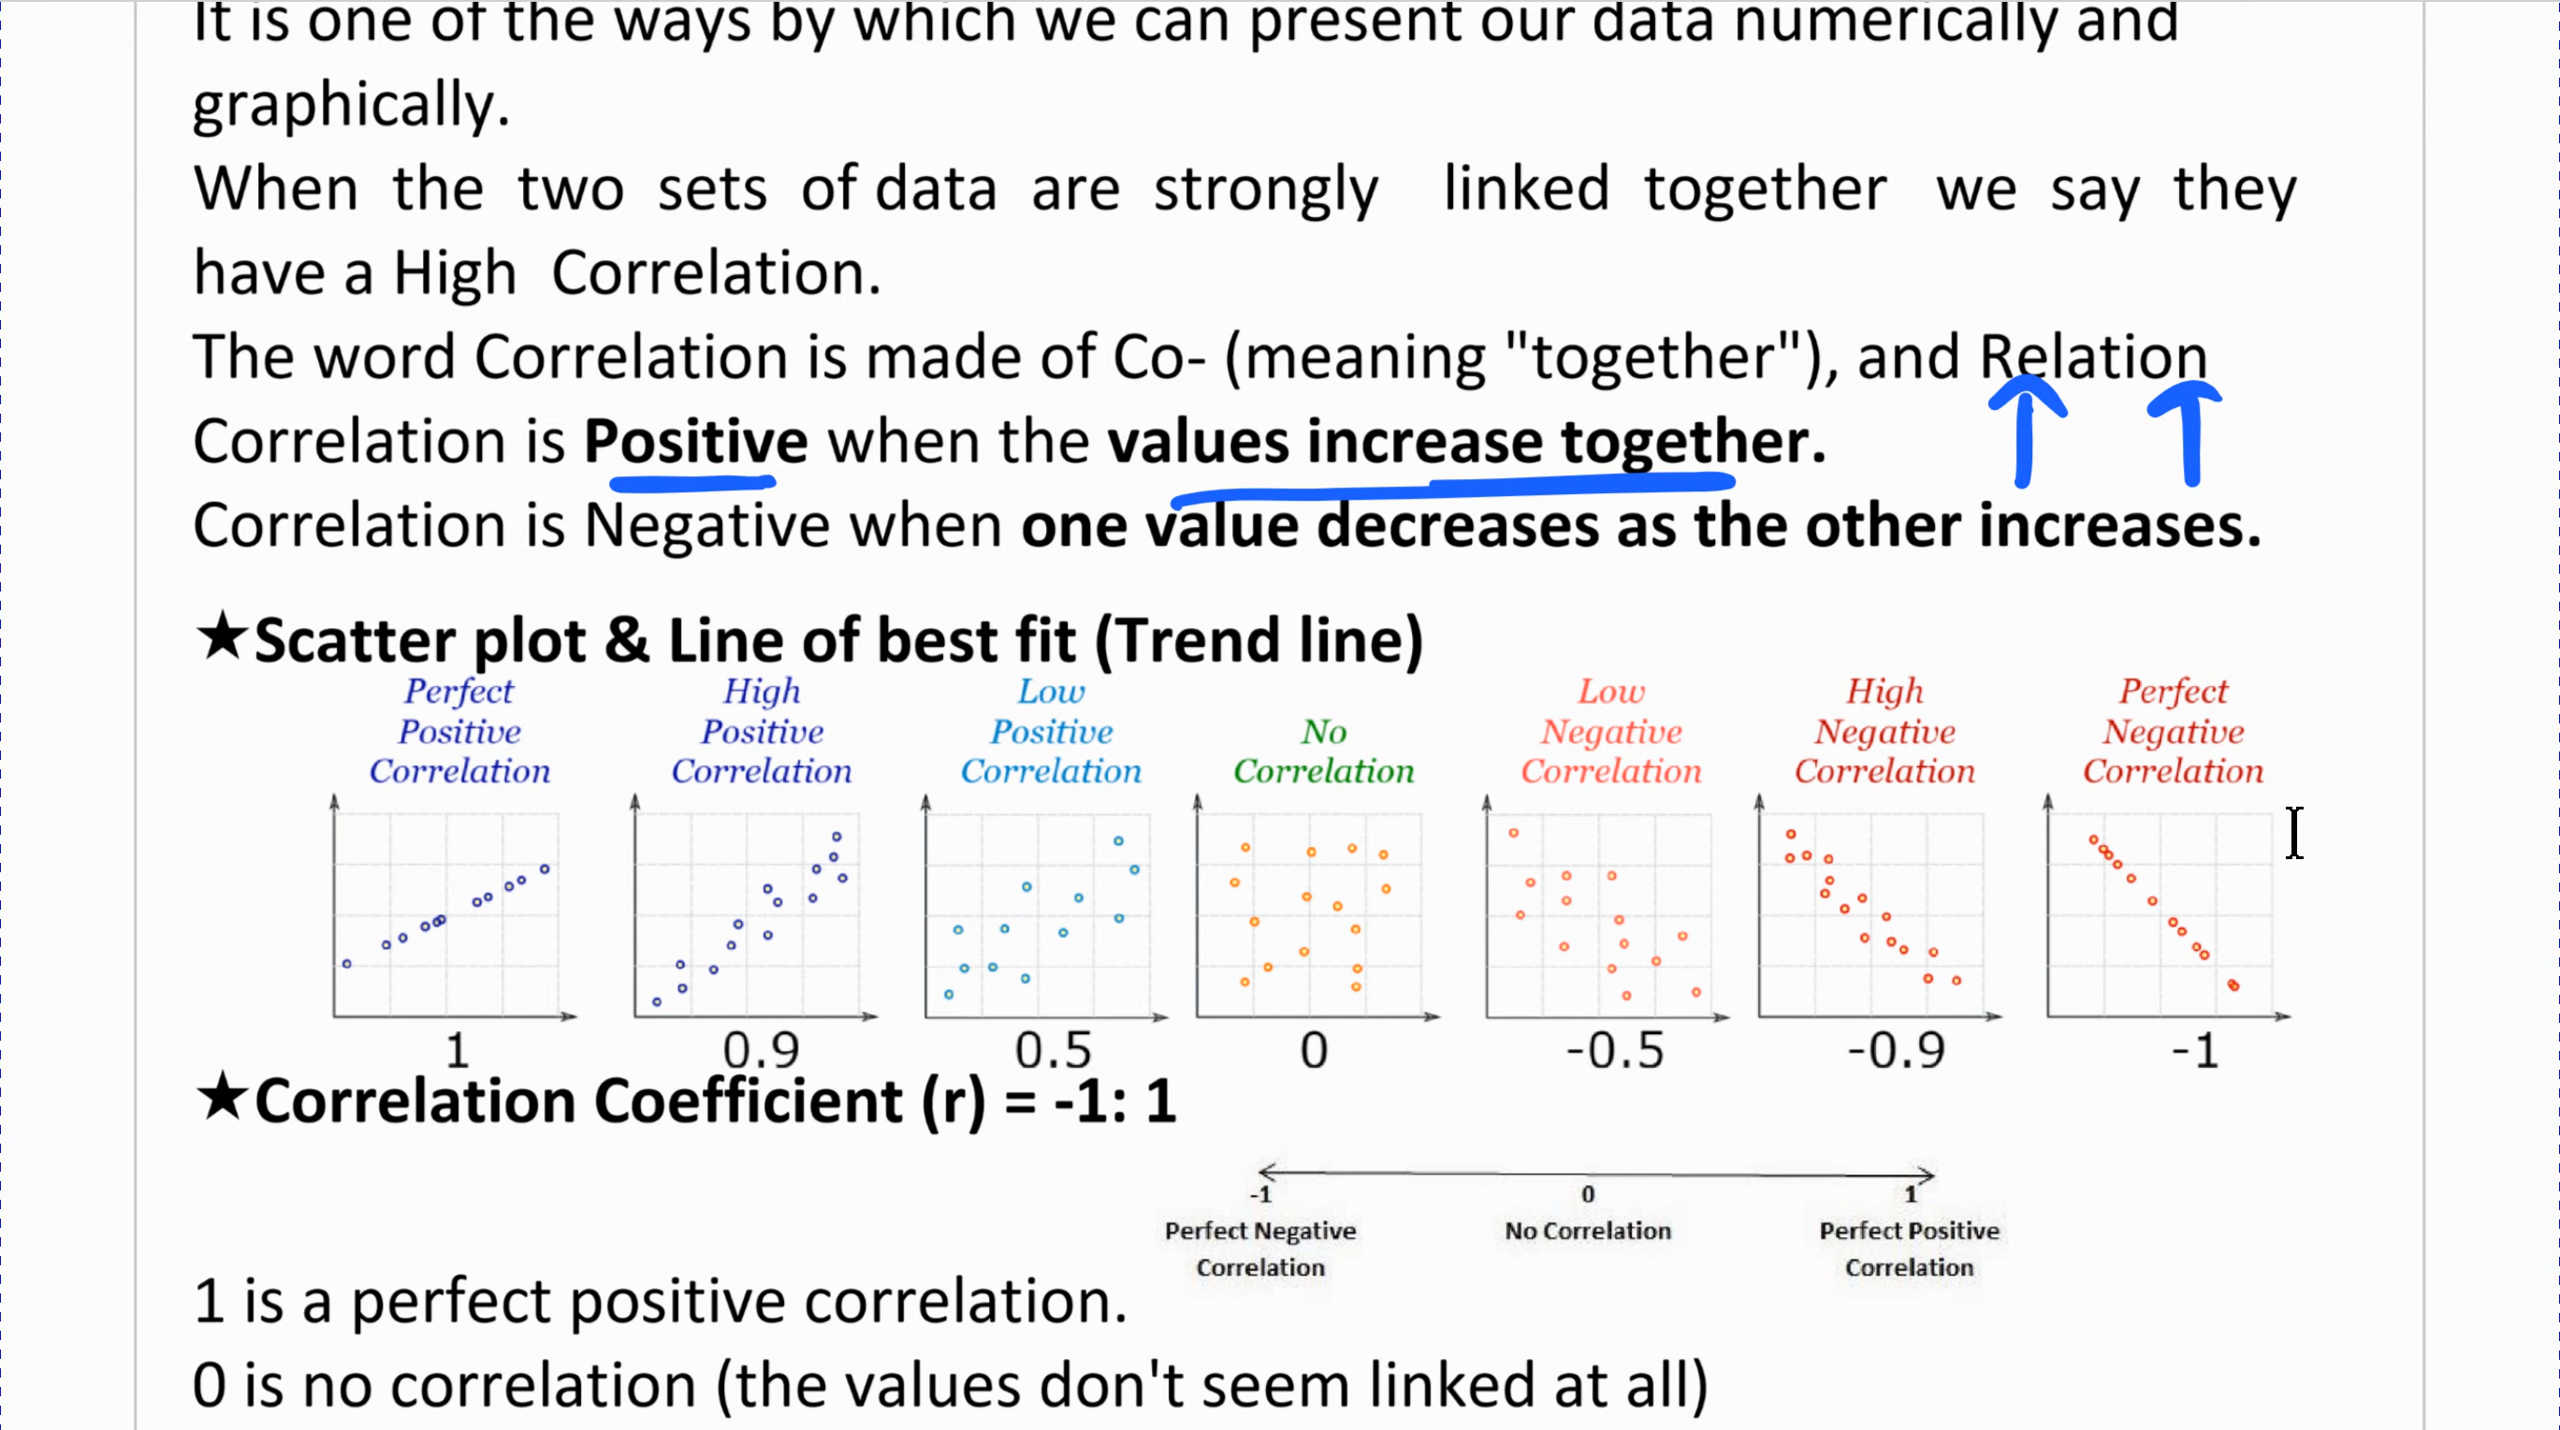 It is one of the ways by which we can present our data numerically and
graphically.
When the two sets of data are strongly linked together we say they
have a High Correlation.
The word Correlation is made of Co- (meaning "together"), and Relation
Correlation is Positive when the values increase together.
Correlation is Negative when one value decreases as the other increases.
★Scatter plot & Line of best fit (Trend line)
Perfect
Positive
Correlation
High
Positive
Correlation
Low
Positive
Correlation
No
Correlation
Low
Negative
Correlation
High
Negative
Correlation
Perfect
Negative
Correlation
1
0.9
0.5
0
-0.5
-0.9
-1
★Correlation Coefficient (r) = -1: 1
-1
Perfect Negative
Correlation
0
No Correlation
1
Perfect Positive
Correlation
1 is a perfect positive correlation.
0 is no correlation (the values don't seem linked at all)